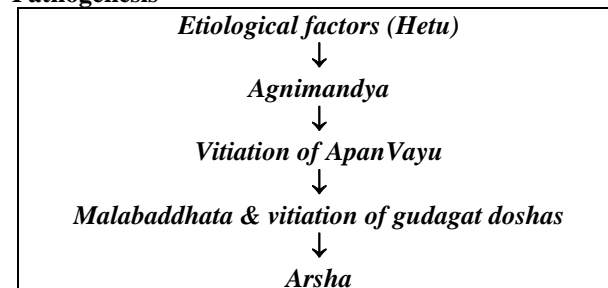 Pathogenesis
Etiological factors (Hetu)
↓
Agnimandya
↓
Vitiation of ApanVayu
↓
Malabaddhata & vitiation of gudagat doshas
↓
Arsha